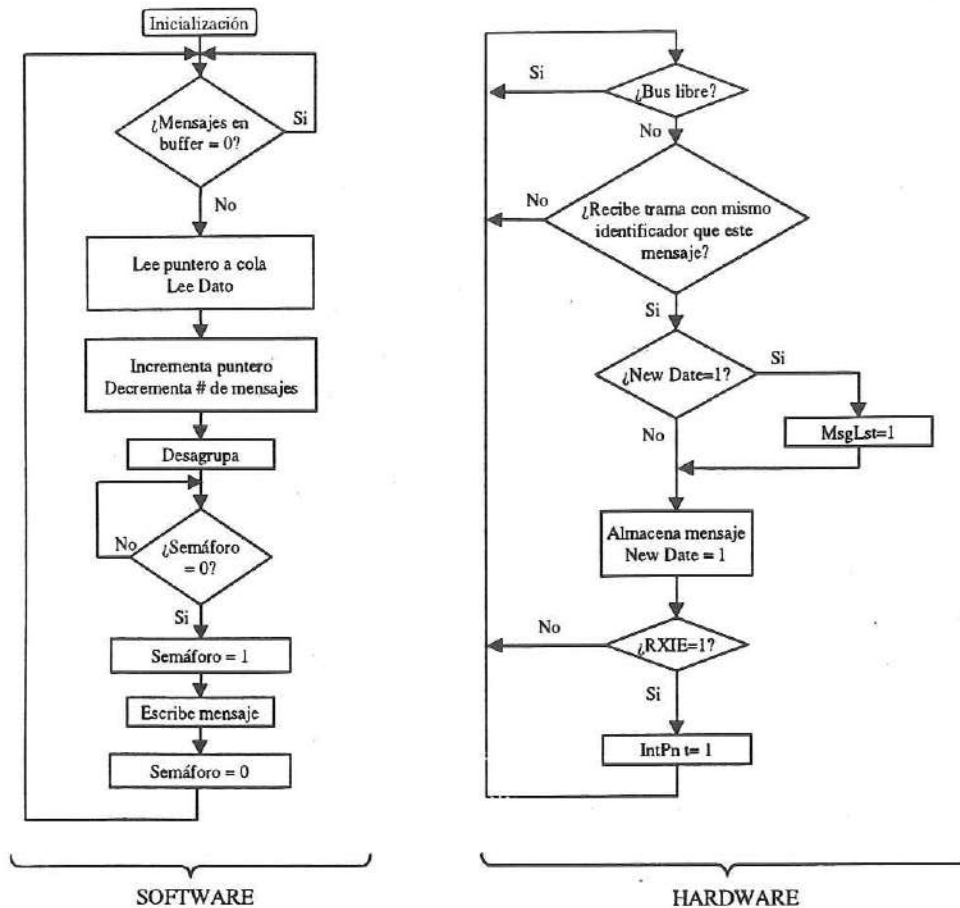 Inicialización
Si
¿Mensajes en
buffer = 0?
No
Lee puntero a cola
Lee Dato
Incrementa puntero
Decrementa # de mensajes
Desagrupa
No
¿Semáforo
= 0?
Si
Semáforo = 1
Escribe mensaje
Semáforo = 0
SOFTWARE
Si
¿Bus libre?
No
No
¿Recibe trama con mismo
identificador que este
mensaje?
Si
Si
¿New Date=1?
No
MsgLst=1
Almacena mensaje
New Date = 1
No
¿RXIE=1?
Si
IntPn t= 1
HARDWARE